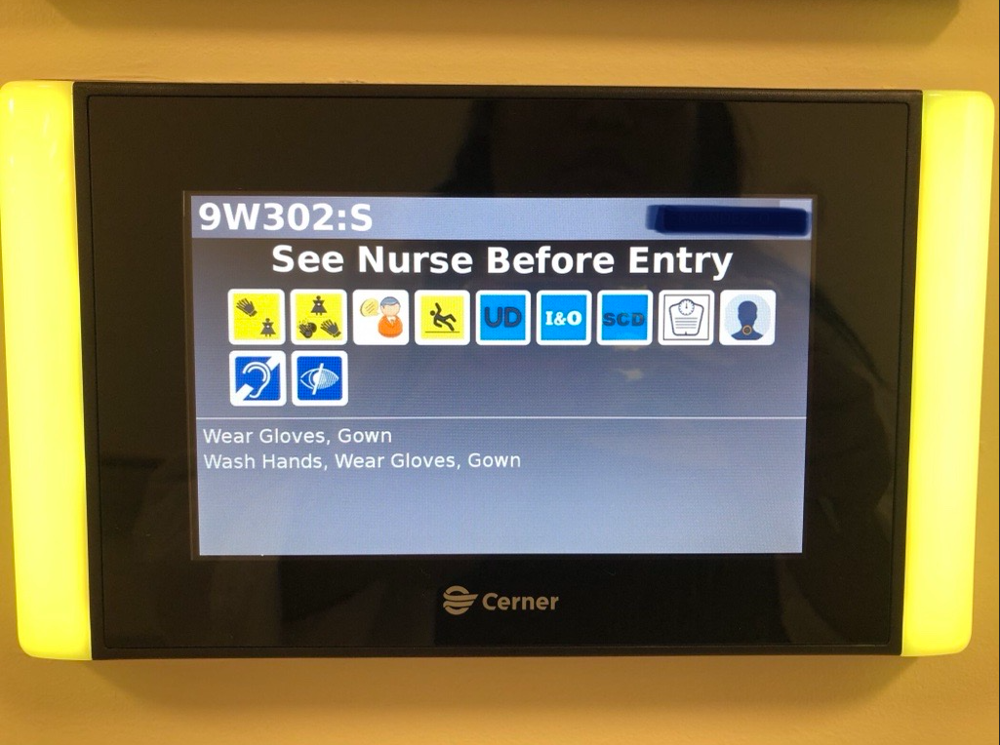 9W302:S
See Nurse Before Entry
UD I&O SCD
Wear Gloves, Gown
Wash Hands, Wear Gloves, Gown
Cerner